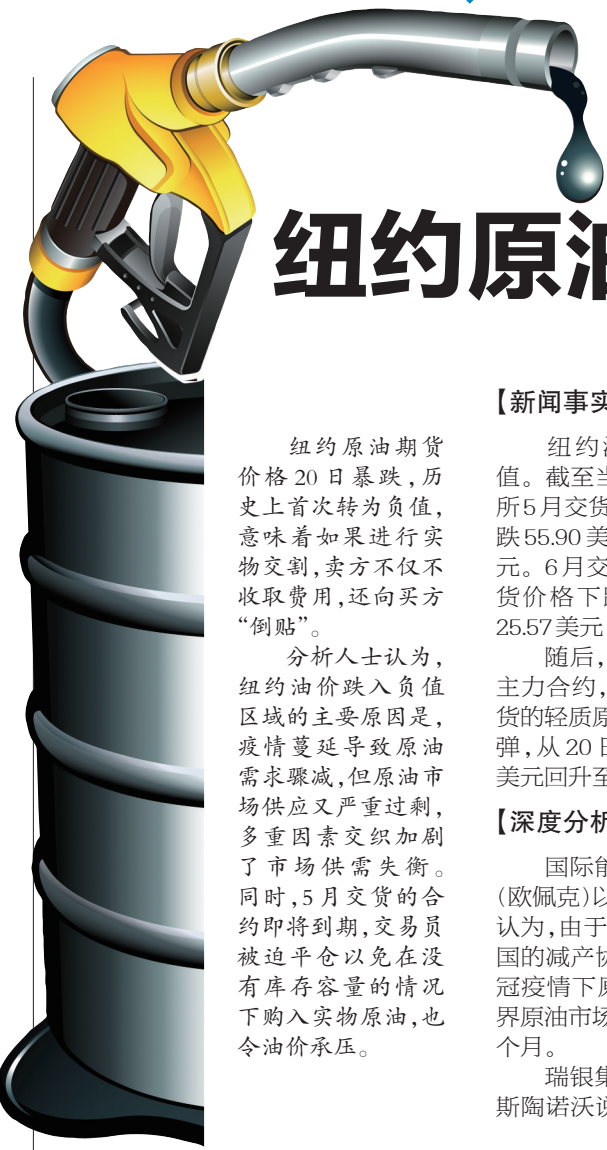 纽约原油
纽约原油期货
价格20日暴跌,历
史上首次转为负值,
意味着如果进行实
物交割,卖方不仅不
收取费用,还向买方
“倒贴”。
分析人士认为,
纽约油价跌入负值
区域的主要原因是,
疫情蔓延导致原油
需求骤减,但原油市
场供应又严重过剩,
多重因素交织加剧
了市场供需失衡。
同时,5月交货的合
约即将到期,交易员
被迫平仓以免在没
有库存容量的情况
下购入实物原油,也
令油价承压。
【新闻事实
纽约
值。截至当
所5月交货
跌55.90美
元。6月交
货价格下跌
25.57美元
随后,
主力合约,
货的轻质原
弹,从20日
美元回升至
【深度分析
国际能
(欧佩克)以
认为,由于
国的减产协
冠疫情下原
界原油市场
个月。
瑞银集
斯陶诺沃说